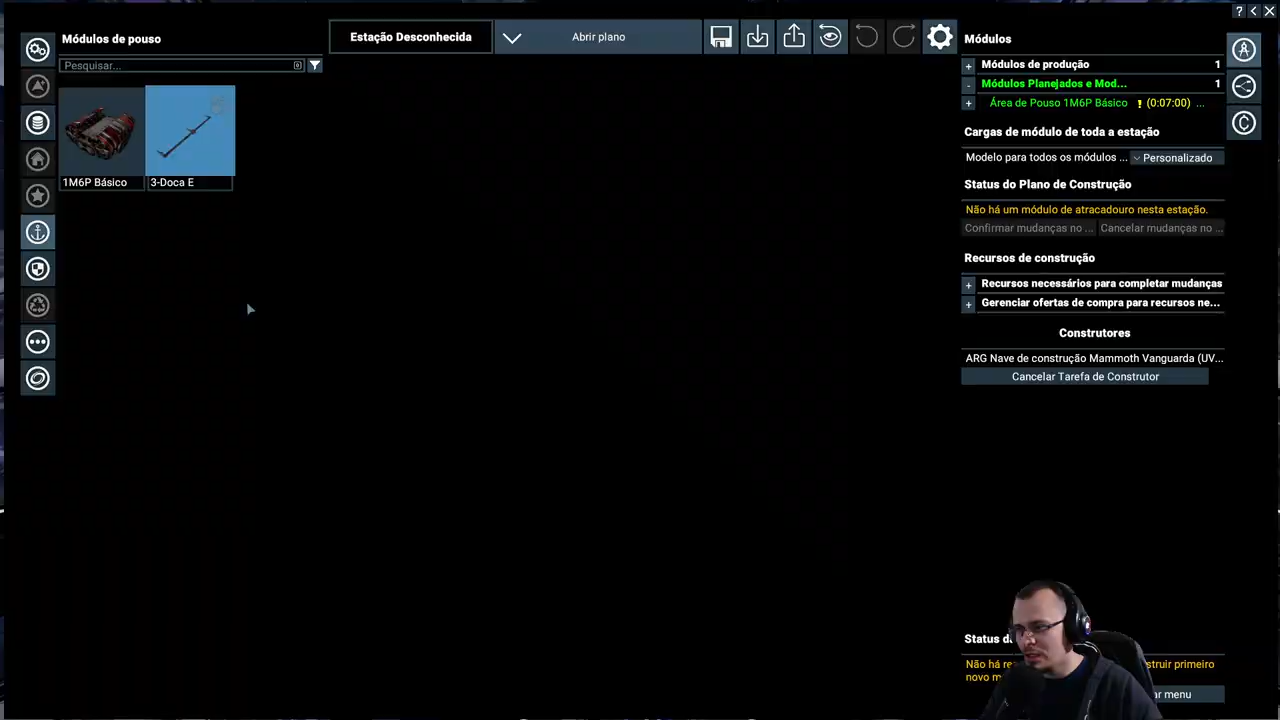 ? < X
Módulos de pouso
Pesquisar...
1M6P Básico
3-Doca E
Estação Desconhecida
Abrir plano
Módulos
+ Módulos de produção 1
- Módulos Planejados e Mod... 1
+ Área de Pouso 1M6P Básico ! (0:07:00) ...
Cargas de módulo de toda a estação
Modelo para todos os módulos ... Personalizado
Status do Plano de Construção
Não há um módulo de atracadouro nesta estação.
Confirmar mudanças no ... Cancelar mudanças no ...
Recursos de construção
+ Recursos necessários para completar mudanças
+ Gerenciar ofertas de compra para recursos ne...
Construtores
ARG Nave de construção Mammoth Vanguarda (UV...
Cancelar Tarefa de Construtor
Status
Não há
primeiro
novo
menu